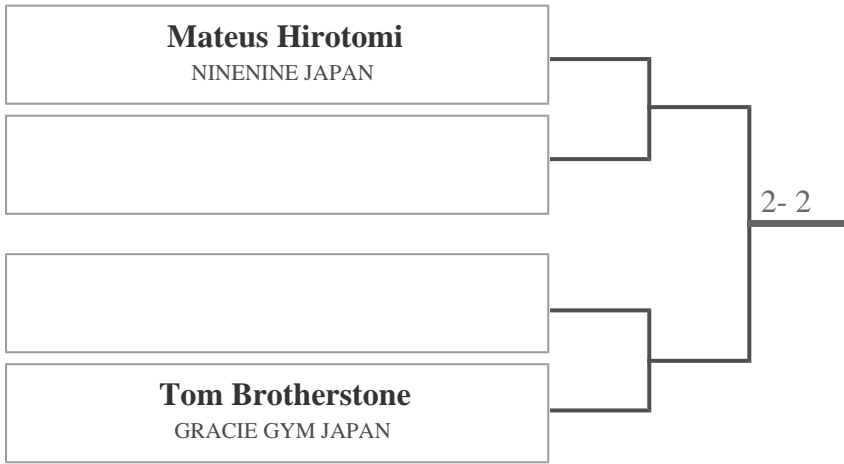 Mateus Hirotomi
NINENINE JAPAN
2- 2
Tom Brotherstone
GRACIE GYM JAPAN